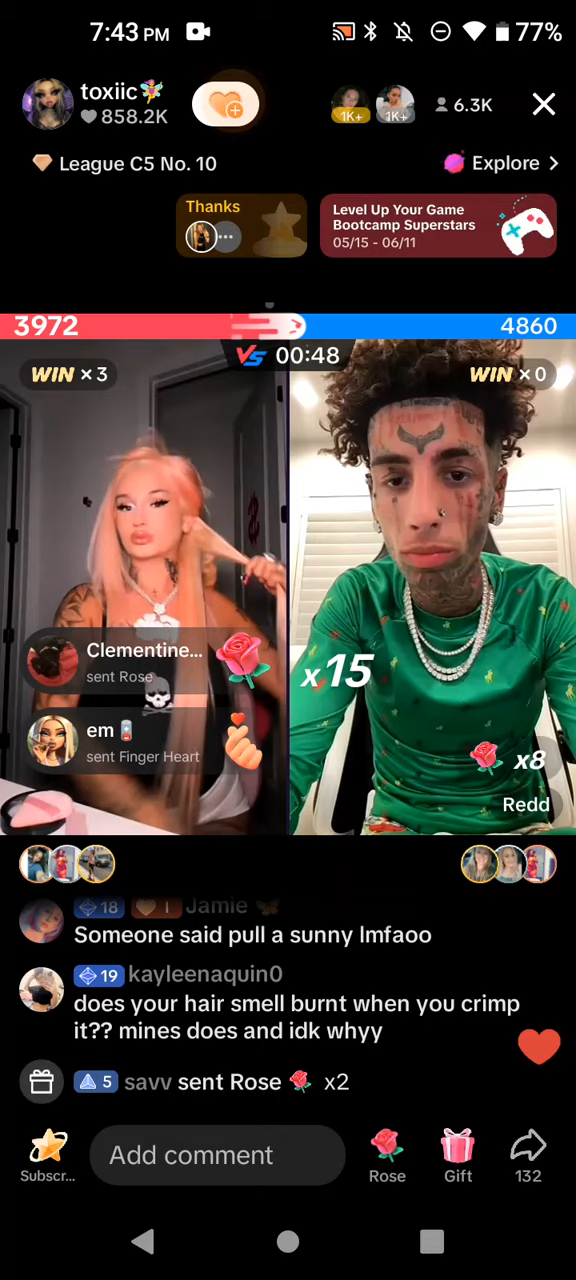 7:43 PM
77%
toxiic
858.2K
1K+
1K+
6.3K
League C5 No. 10
Explore >
Thanks
Level Up Your Game
Bootcamp Superstars
05/15 - 06/11
3972
4860
VS 00:48
WIN x 3
WIN x 0
Clementine...
sent Rose
x15
em
sent Finger Heart
x8
Redd
18 1 Jamie
Someone said pull a sunny lmfaoo
19 kayleenaquin0
does your hair smell burnt when you crimp
it?? mines does and idk whyy
5 savv sent Rose x2
Add comment
Subscr...
Rose
Gift
132